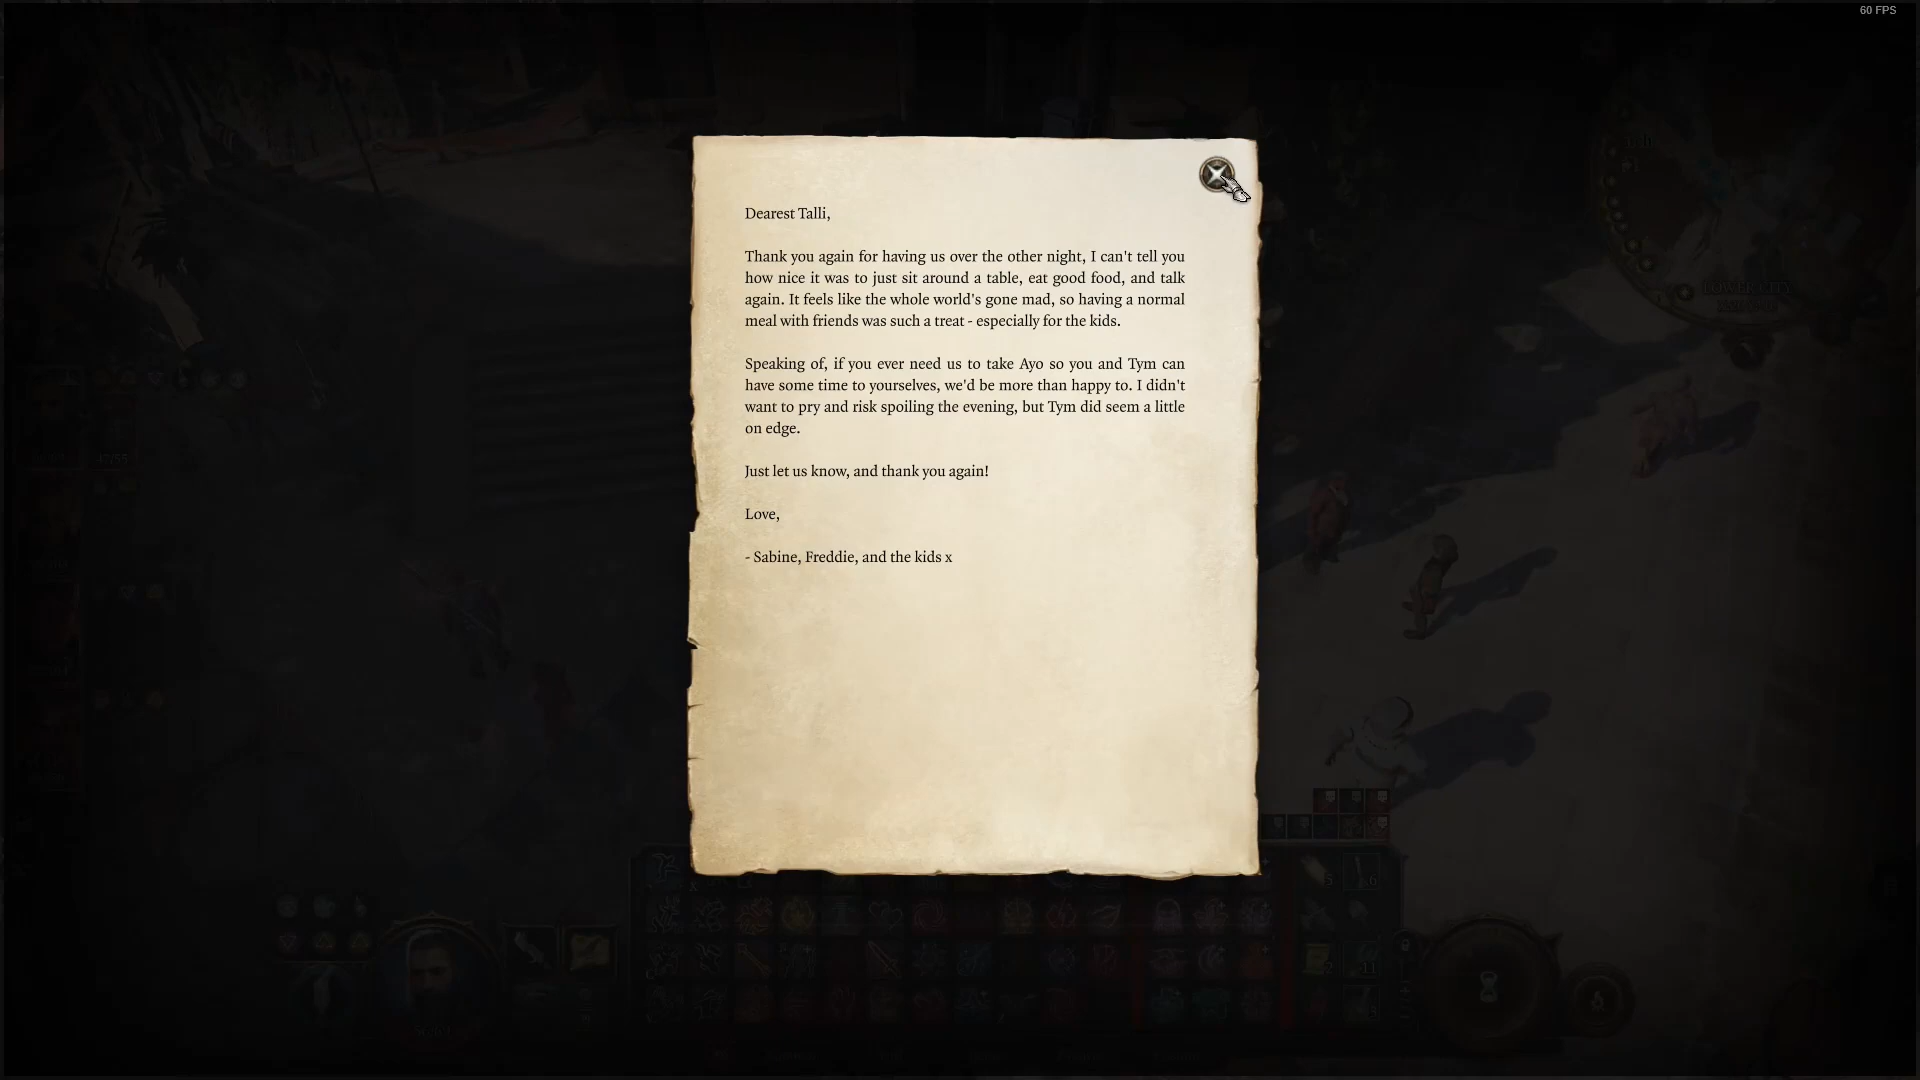 60 FPS
Dearest Talli,
Thank you again for having us over the other night, I can't tell you
how nice it was to just sit around a table, eat good food, and talk
again. It feels like the whole world's gone mad, so having a normal
meal with friends was such a treat - especially for the kids.
Speaking of, if you ever need us to take Ayo so you and Tym can
have some time to yourselves, we'd be more than happy to. I didn't
want to pry and risk spoiling the evening, but Tym did seem a little
on edge.
Just let us know, and thank you again!
Love,
- Sabine, Freddie, and the kids x
LOWER CITY